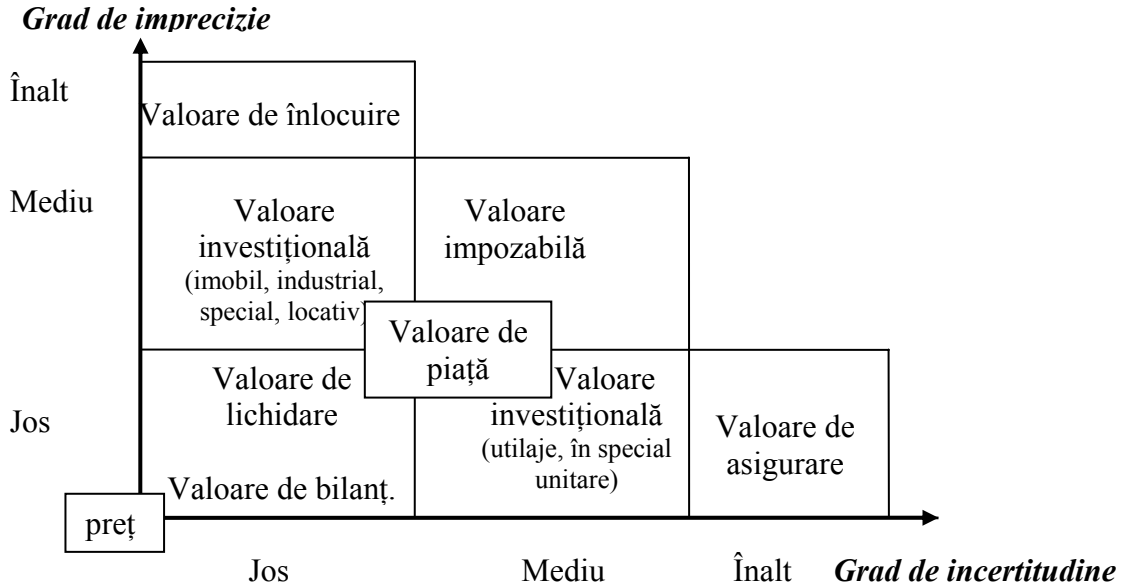 Grad de imprecizie
Înalt
Valoare de înlocuire
Mediu
Valoare
investițională
(imobil, industrial,
special, locativ)
Valoare
impozabilă
Valoare de
piață
Jos
Valoare de
lichidare
Valoare de bilanț.
Valoare
investițională
(utilaje, în special
unitare)
Valoare de
asigurare
preț
Jos
Mediu
Înalt
Grad de incertitudine